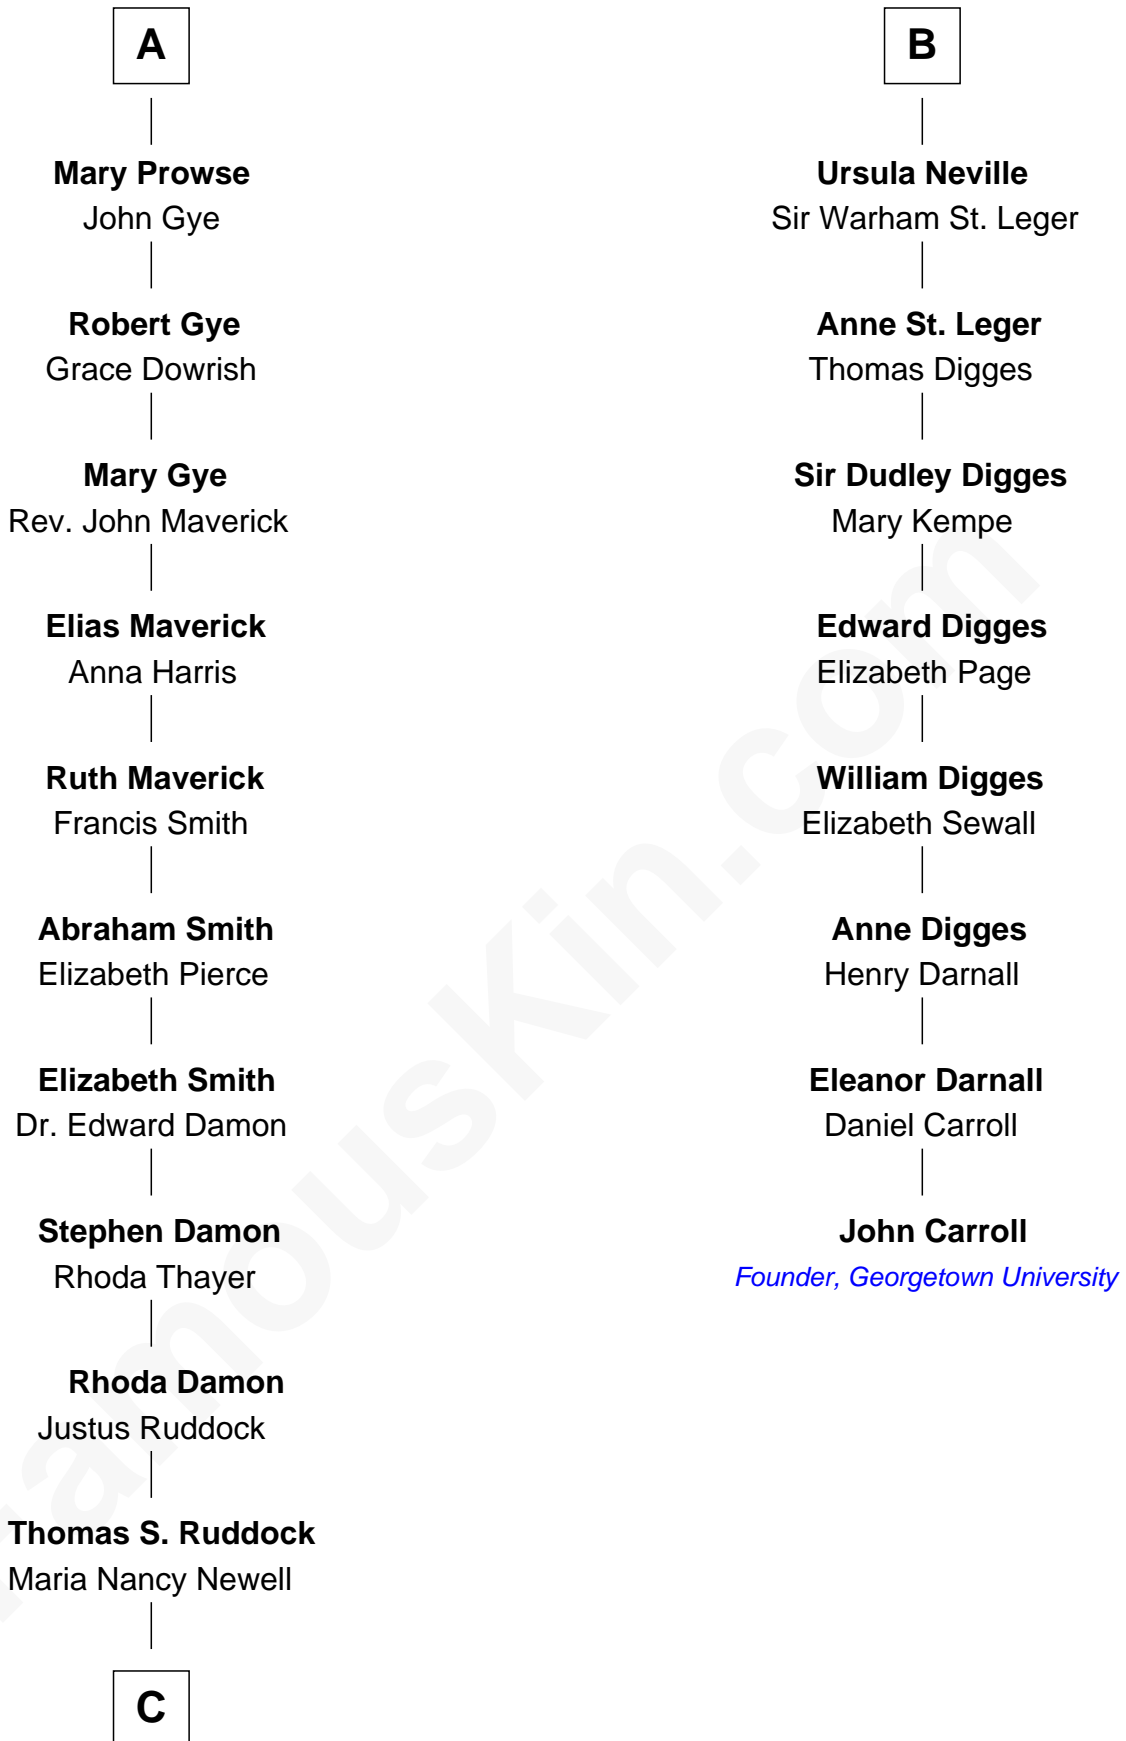 A
Mary Prowse
John Gye
Robert Gye
Grace Dowrish
Mary Gye
Rev. John Maverick
Elias Maverick
Anna Harris
Ruth Maverick
Francis Smith
Abraham Smith
Elizabeth Pierce
Elizabeth Smith
Dr. Edward Damon
Stephen Damon
Rhoda Thayer
Rhoda Damon
Justus Ruddock
Thomas S. Ruddock
Maria Nancy Newell
C
B
Ursula Neville
Sir Warham St. Leger
Anne St. Leger
Thomas Digges
Sir Dudley Digges
Mary Kempe
Edward Digges
Elizabeth Page
William Digges
Elizabeth Sewall
Anne Digges
Henry Darnall
Eleanor Darnall
Daniel Carroll
John Carroll
Founder, Georgetown University
FamousKin.com